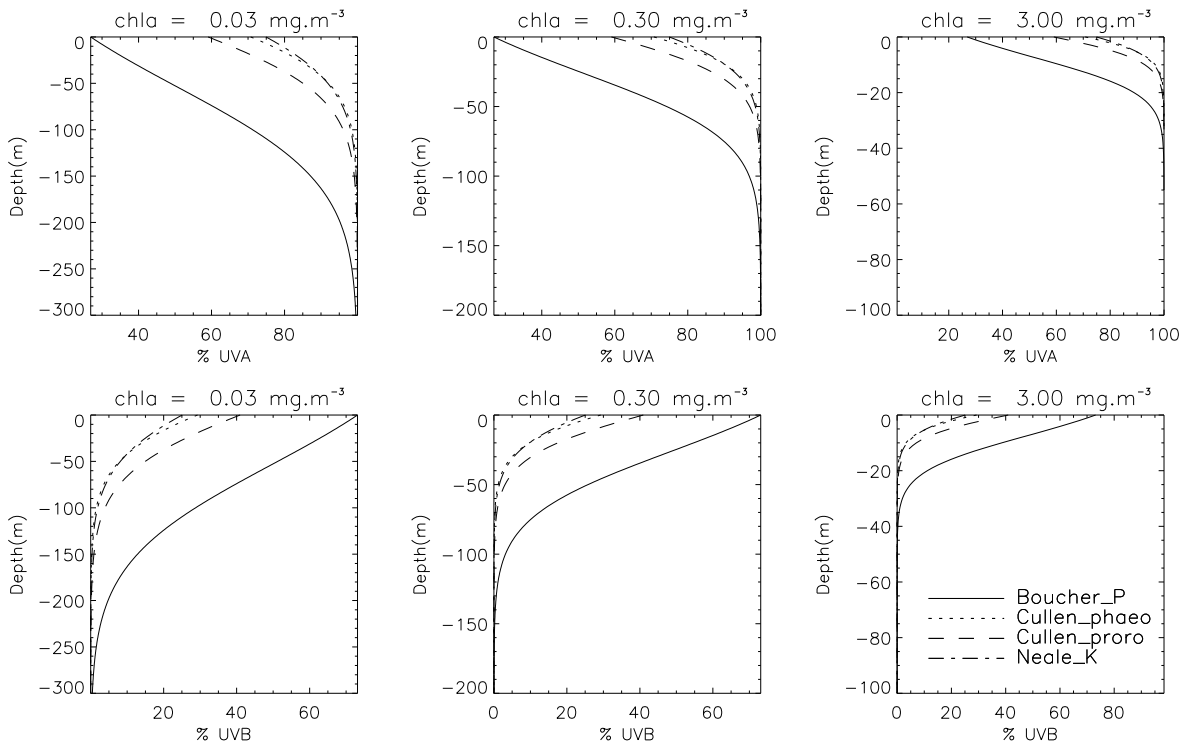 chla = 0.03 mg.m⁻³
0
−50
−100
−150
−200
−250
−300
Depth(m)
40 60 80
% UVA
chla = 0.30 mg.m⁻³
0
−50
−100
−150
−200
Depth(m)
40 60 80 100
% UVA
chla = 3.00 mg.m⁻³
0
−20
−40
−60
−80
−100
Depth(m)
20 40 60 80 100
% UVA
chla = 0.03 mg.m⁻³
0
−50
−100
−150
−200
−250
−300
Depth(m)
20 40 60
% UVB
chla = 0.30 mg.m⁻³
0
−50
−100
−150
−200
Depth(m)
0 20 40 60
% UVB
chla = 3.00 mg.m⁻³
0
−20
−40
−60
−80
−100
Depth(m)
0 20 40 60 80
% UVB
Boucher_P
Cullen_phaeo
Cullen_proro
Neale_K